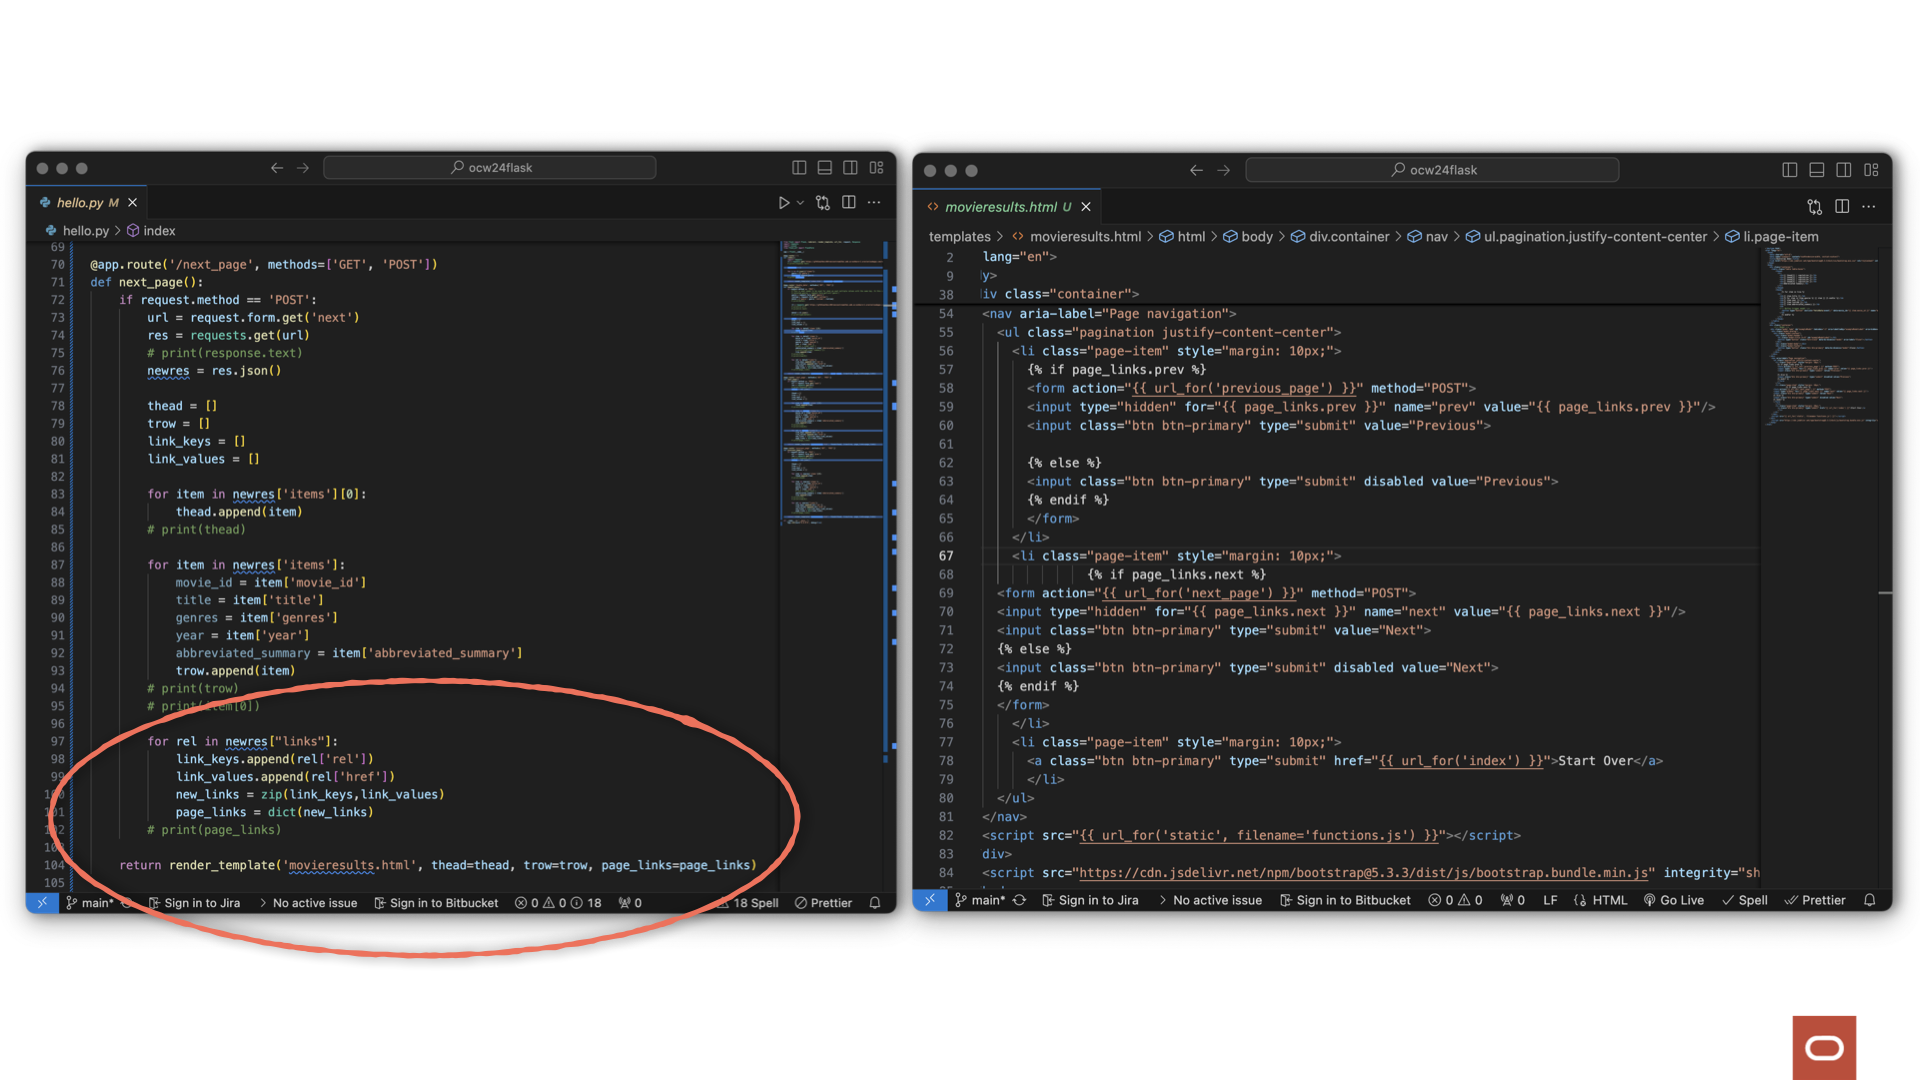 ocw24flask
hello.py M
hello.py > index
69
70 @app.route('/next_page', methods=['GET', 'POST'])
71 def next_page():
72 if request.method == 'POST':
73 url = request.form.get('next')
74 res = requests.get(url)
75 # print(response.text)
76 newres = res.json()
77
78 thead = []
79 trow = []
80 link_keys = []
81 link_values = []
82
83 for item in newres['items'][0]:
84 thead.append(item)
85 # print(thead)
86
87 for item in newres['items']:
88 movie_id = item['movie_id']
89 title = item['title']
90 genres = item['genres']
91 year = item['year']
92 abbreviated_summary = item['abbreviated_summary']
93 trow.append(item)
94 # print(trow)
95 # print(item[0])
96
97 for rel in newres["links"]:
98 link_keys.append(rel['rel'])
99 link_values.append(rel['href'])
100 new_links = zip(link_keys,link_values)
101 page_links = dict(new_links)
102 # print(page_links)
103
104 return render_template('movieresults.html', thead=thead, trow=trow, page_links=page_links)
105
main* Sign in to Jira > No active issue Sign in to Bitbucket 0 0 18 0 18 Spell Prettier
ocw24flask
movieresults.html U
templates > movieresults.html > html > body > div.container > nav > ul.pagination.justify-content-center > li.page-item
2 lang="en">
9 y>
38 iv class="container">
54 <nav aria-label="Page navigation">
55 <ul class="pagination justify-content-center">
56 <li class="page-item" style="margin: 10px;">
57 {% if page_links.prev %}
58 <form action="{{ url_for('previous_page') }}" method="POST">
59 <input type="hidden" for="{{ page_links.prev }}" name="prev" value="{{ page_links.prev }}"/>
60 <input class="btn btn-primary" type="submit" value="Previous">
61
62 {% else %}
63 <input class="btn btn-primary" type="submit" disabled value="Previous">
64 {% endif %}
65 </form>
66 </li>
67 <li class="page-item" style="margin: 10px;">
68 {% if page_links.next %}
69 <form action="{{ url_for('next_page') }}" method="POST">
70 <input type="hidden" for="{{ page_links.next }}" name="next" value="{{ page_links.next }}"/>
71 <input class="btn btn-primary" type="submit" value="Next">
72 {% else %}
73 <input class="btn btn-primary" type="submit" disabled value="Next">
74 {% endif %}
75 </form>
76 </li>
77 <li class="page-item" style="margin: 10px;">
78 <a class="btn btn-primary" type="submit" href="{{ url_for('index') }}">Start Over</a>
79 </li>
80 </ul>
81 </nav>
82 <script src="{{ url_for('static', filename='functions.js') }}"></script>
83 div>
84 <script src="https://cdn.jsdelivr.net/npm/bootstrap@5.3.3/dist/js/bootstrap.bundle.min.js" integrity="sh
main* Sign in to Jira > No active issue Sign in to Bitbucket 0 0 0 LF HTML Go Live Spell Prettier